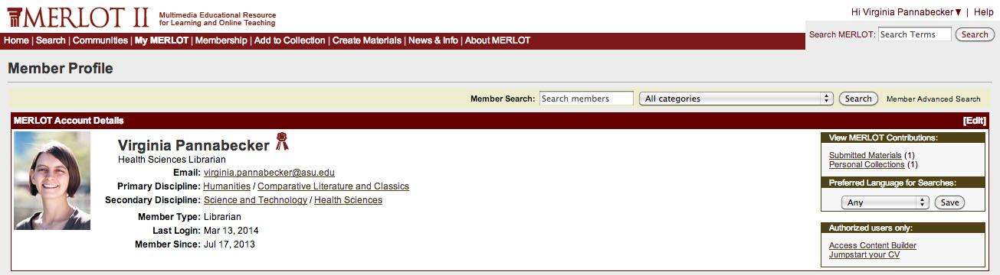 MERLOT II
Multimedia Educational Resource
for Learning and Online Teaching
Hi Virginia Pannabecker▼ | Help
Home | Search | Communities | My MERLOT | Membership | Add to Collection | Create Materials | News & Info | About MERLOT
Search MERLOT: Search Terms Search
Member Profile
Member Search: Search members All categories Search Member Advanced Search
MERLOT Account Details [Edit]
Virginia Pannabecker
Health Sciences Librarian
Email: virginia.pannabecker@asu.edu
Primary Discipline: Humanities / Comparative Literature and Classics
Secondary Discipline: Science and Technology / Health Sciences
Member Type: Librarian
Last Login: Mar 13, 2014
Member Since: Jul 17, 2013
View MERLOT Contributions:
Submitted Materials (1)
Personal Collections (1)
Preferred Language for Searches:
Any Save
Authorized users only:
Access Content Builder
Jumpstart your CV